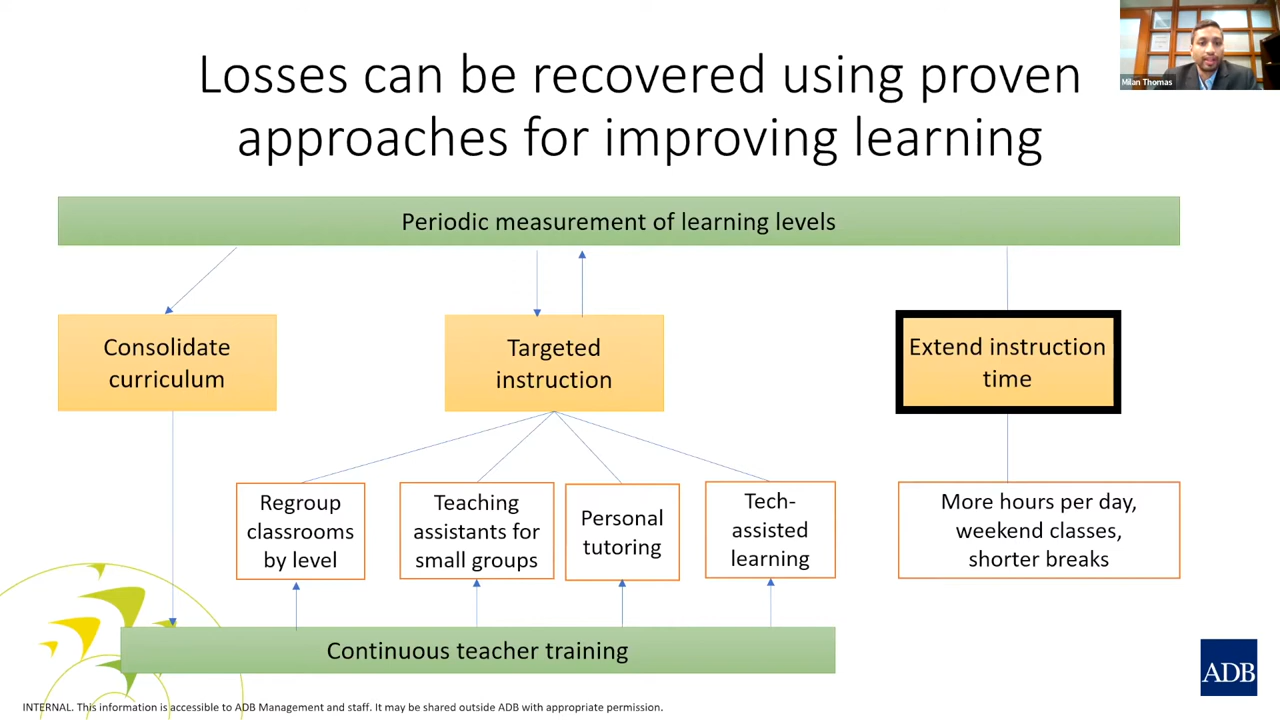 Milan Thomas
Losses can be recovered using proven
approaches for improving learning
Periodic measurement of learning levels
Consolidate
curriculum
Targeted
instruction
Extend instruction
time
Regroup
classrooms
by level
Teaching
assistants for
small groups
Personal
tutoring
Tech-
assisted
learning
More hours per day,
weekend classes,
shorter breaks
Continuous teacher training
ADB
INTERNAL. This information is accessible to ADB Management and staff. It may be shared outside ADB with appropriate permission.